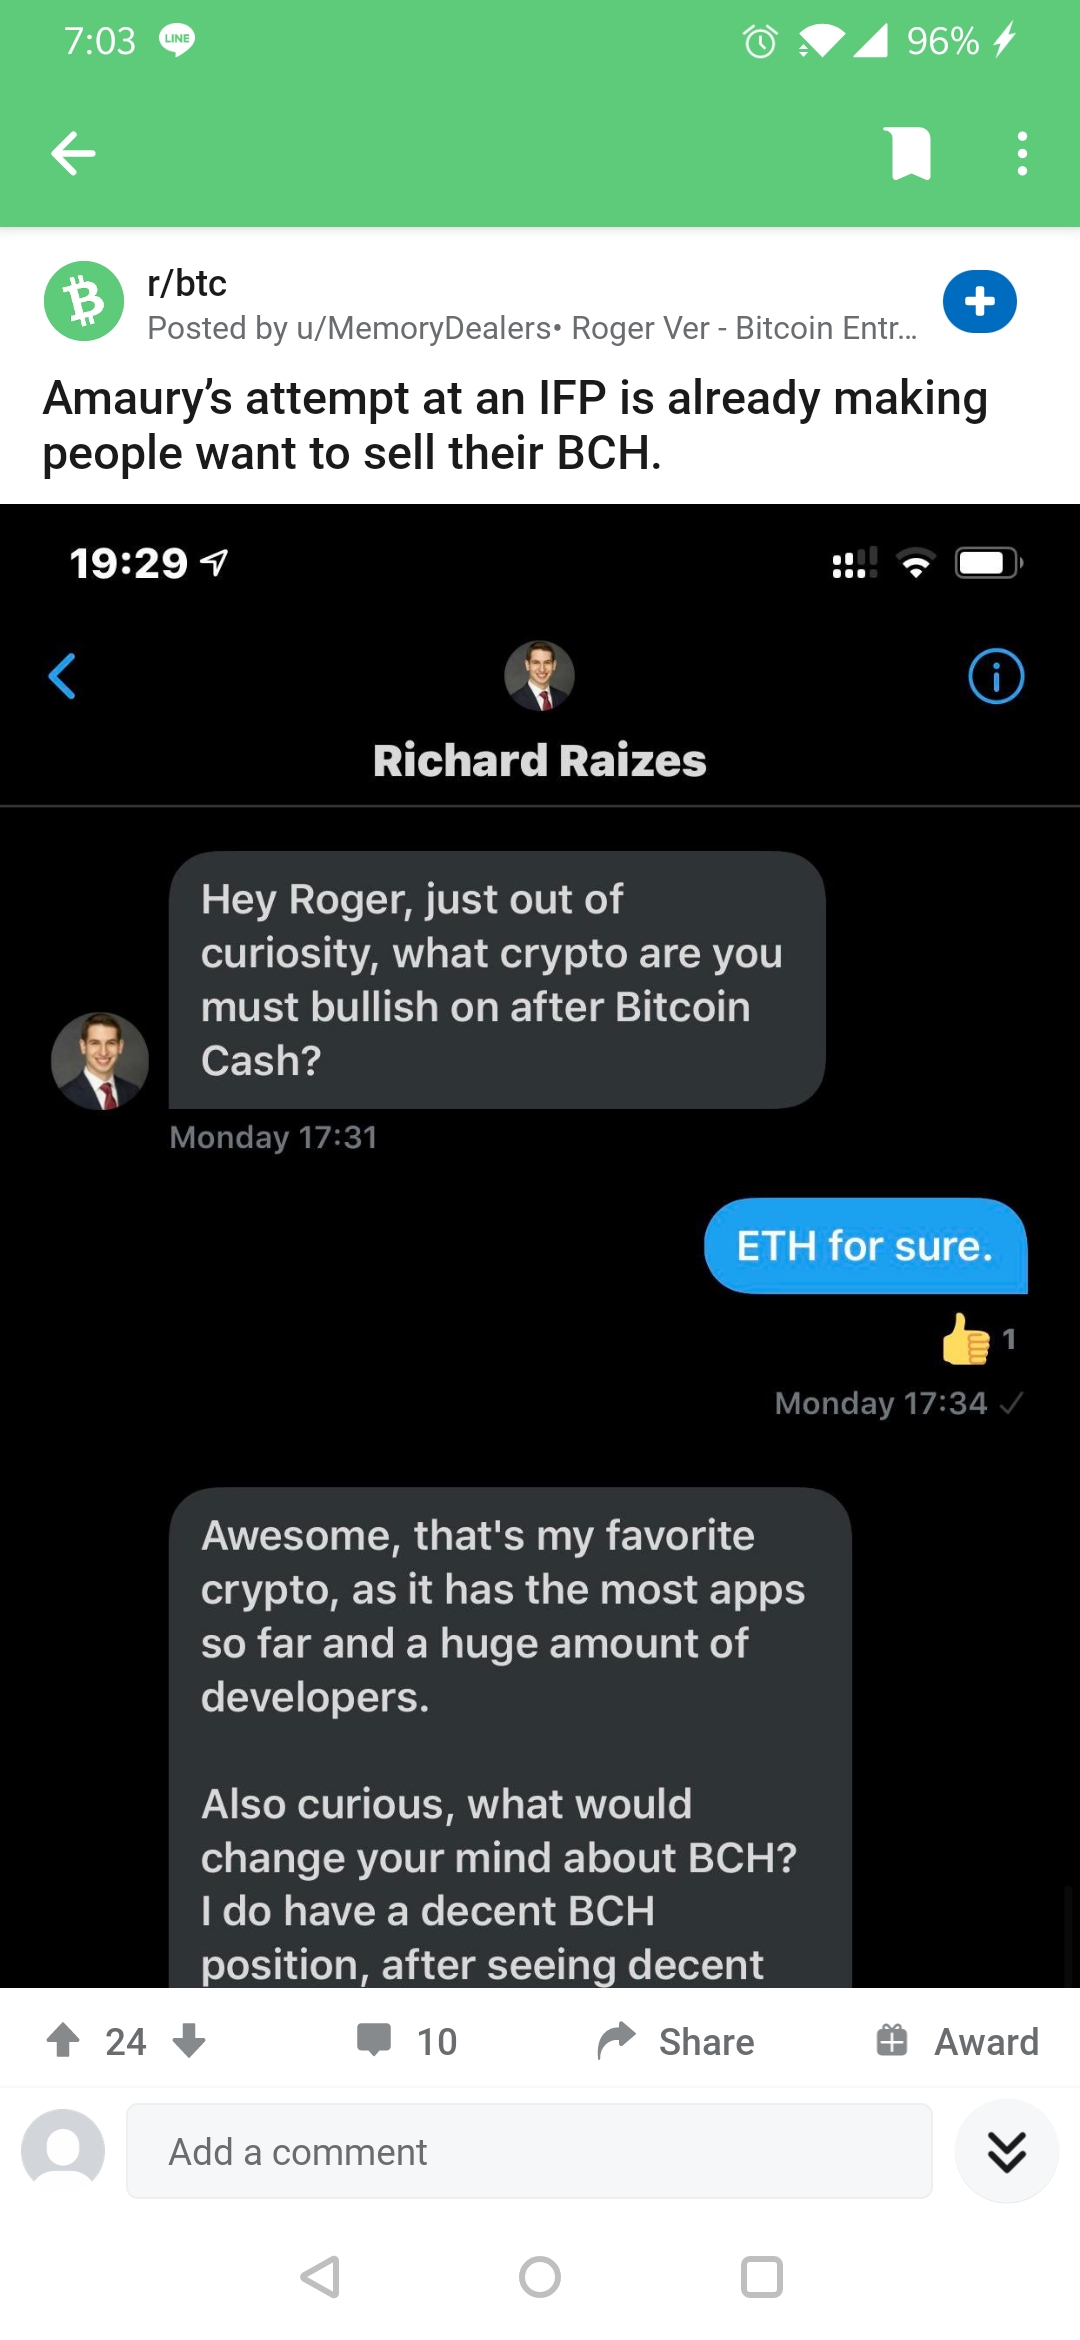 7:03 LINE 96%
r/btc
Posted by u/MemoryDealers• Roger Ver - Bitcoin Entr...
Amaury’s attempt at an IFP is already making
people want to sell their BCH.
19:29
Richard Raizes
Hey Roger, just out of
curiosity, what crypto are you
must bullish on after Bitcoin
Cash?
Monday 17:31
ETH for sure.
👍 1
Monday 17:34 ✓
Awesome, that's my favorite
crypto, as it has the most apps
so far and a huge amount of
developers.
Also curious, what would
change your mind about BCH?
I do have a decent BCH
position, after seeing decent
24 10 Share Award
Add a comment